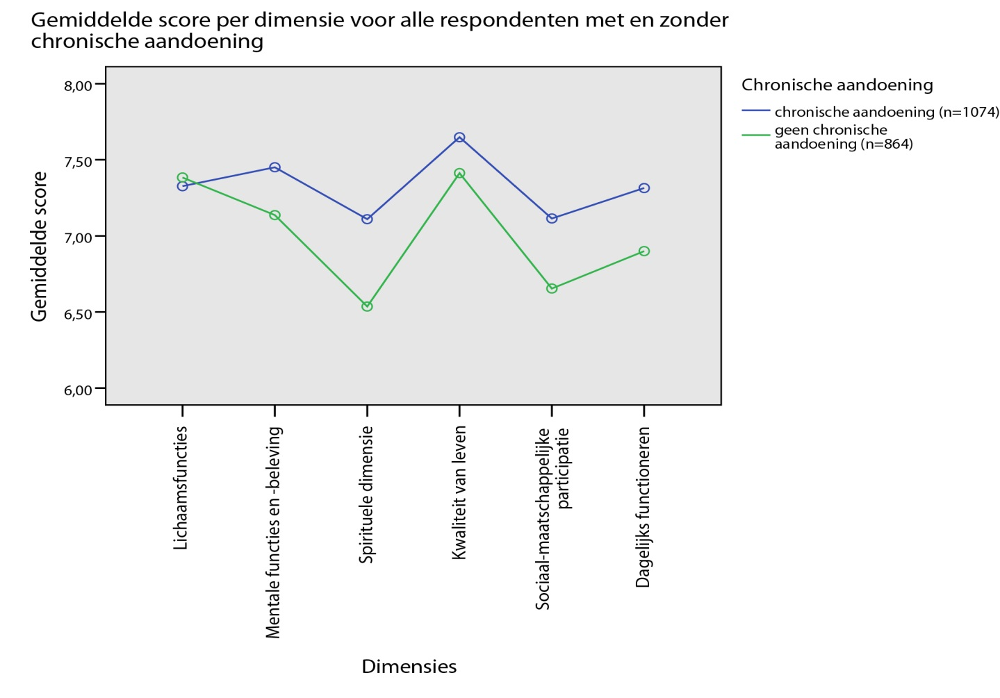 Gemiddelde score per dimensie voor alle respondenten met en zonder
chronische aandoening
Gemiddelde score
8,00
7,50
7,00
6,50
6,00
Chronische aandoening
chronische aandoening (n=1074)
geen chronische
aandoening (n=864)
Lichaamsfuncties
Mentale functies en -beleving
Spirituele dimensie
Kwaliteit van leven
Sociaal-maatschappelijke
participatie
Dagelijks functioneren
Dimensies